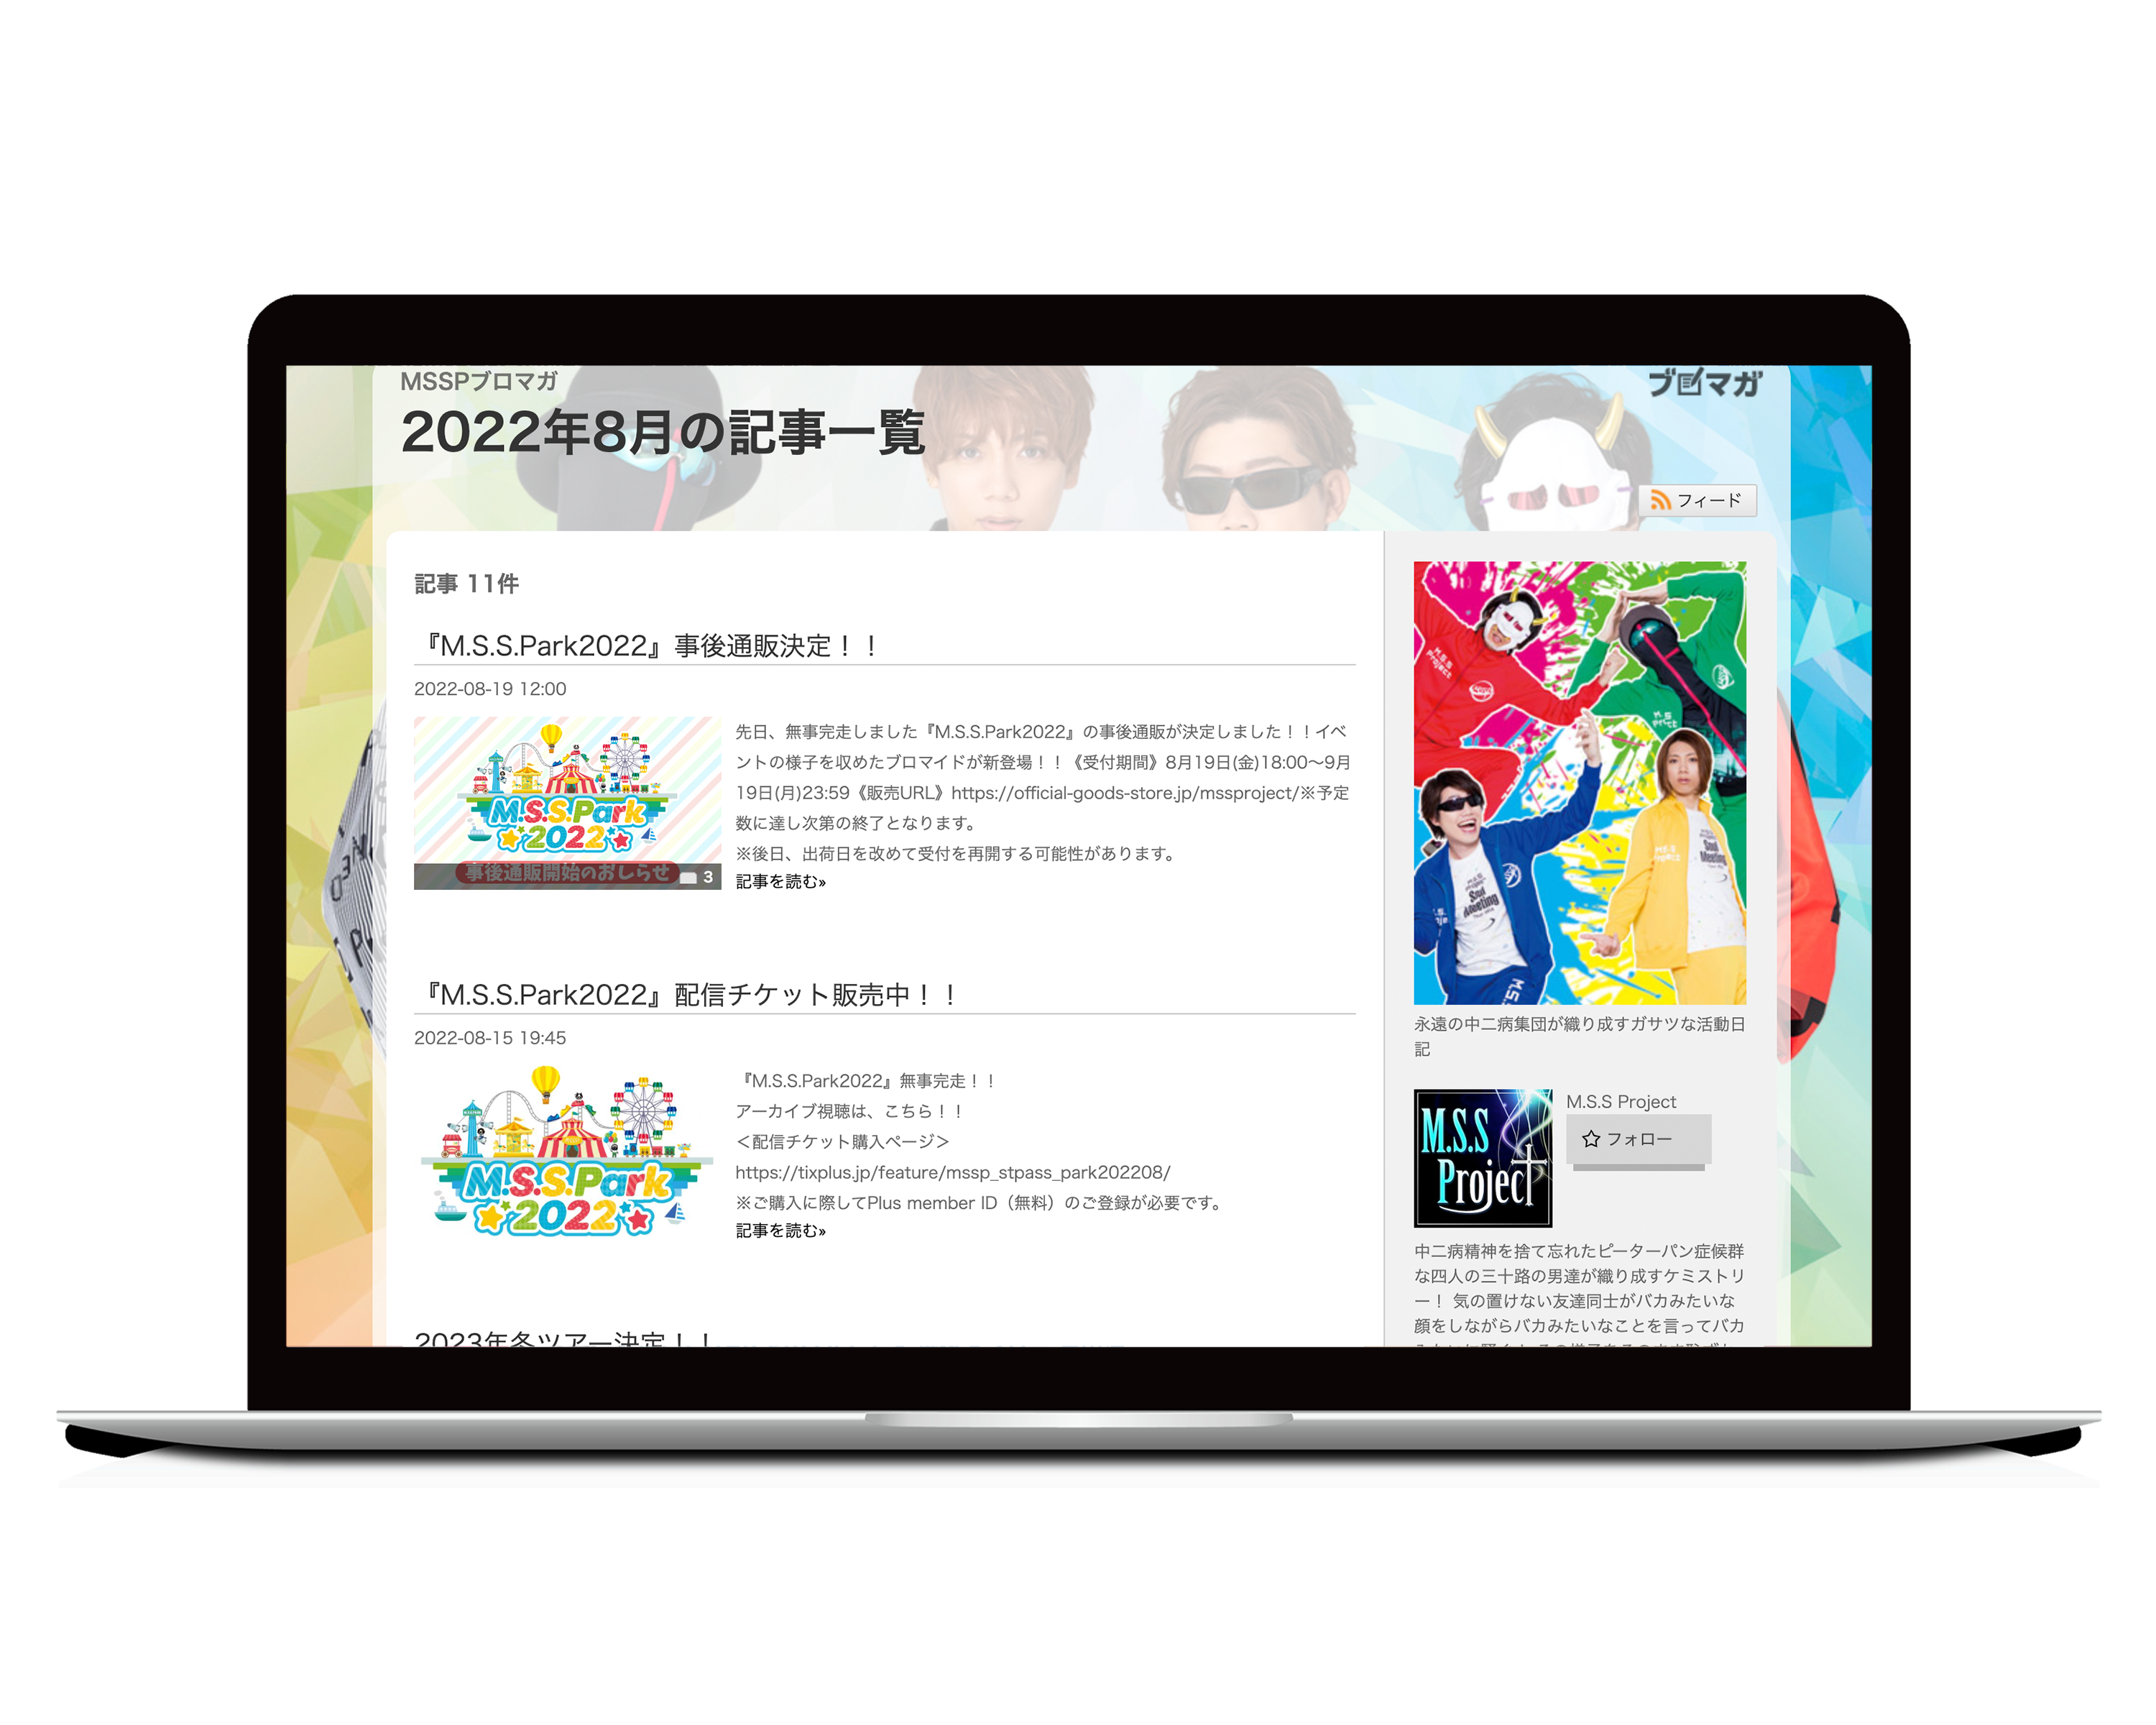 MSSPブロマガ
ブロマガ
2022年8月の記事一覧
フィード
記事 11件
『M.S.S.Park2022』事後通販決定！！
2022-08-19 12:00
M.S.S.Park
2022
事後通販開始のおしらせ
3
先日、無事完走しました『M.S.S.Park2022』の事後通販が決定しました！！イベ
ントの様子を収めたブロマイドが新登場！！《受付期間》8月19日(金)18:00〜9月
19日(月)23:59《販売URL》https://official-goods-store.jp/mssproject/※予定
数に達し次第の終了となります。
※後日、出荷日を改めて受付を再開する可能性があります。
記事を読む»
『M.S.S.Park2022』配信チケット販売中！！
2022-08-15 19:45
M.S.S.Park
2022
『M.S.S.Park2022』無事完走！！
アーカイブ視聴は、こちら！！
＜配信チケット購入ページ＞
https://tixplus.jp/feature/mssp_stpass_park202208/
※ご購入に際してPlus member ID（無料）のご登録が必要です。
記事を読む»
2023年冬ツアー決定！！
M.S.S
Project
Soul
Meeting
Soul
Meeting
永遠の中二病集団が織り成すガサツな活動日
記
M.S.S
Project
M.S.S Project
フォロー
中二病精神を捨て忘れたピーターパン症候群
な四人の三十路の男達が織り成すケミストリ
ー！ 気の置けない友達同士がバカみたいな
顔をしながらバカみたいなことを言ってバカ